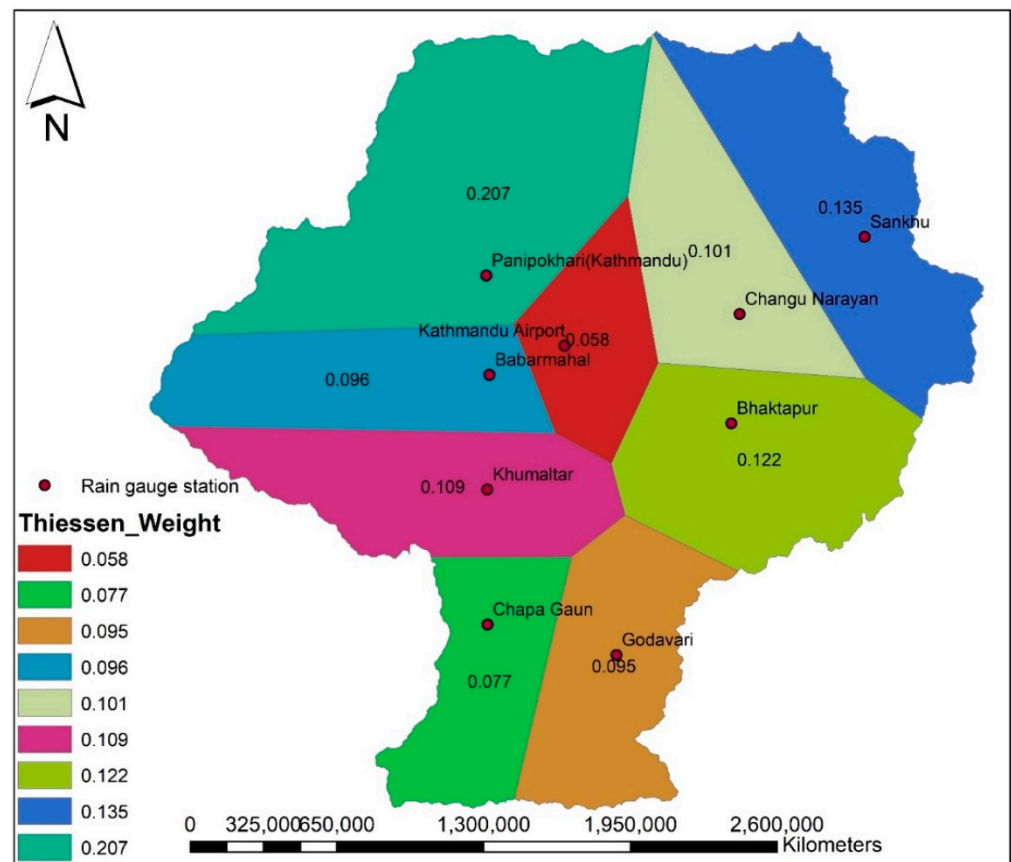 N
0.207
0.135
Sankhu
0.101
Panipokhari(Kathmandu)
Changu Narayan
Kathmandu Airport
0.058
Babarmahal
0.096
Bhaktapur
0.122
Khumaltar
0.109
Rain gauge station
Thiessen_Weight
0.058
0.077
0.095
0.096
0.101
0.109
0.122
0.135
0.207
Chapa Gaun
0.077
Godavari
0.095
0 325,000650,000 1,300,000 1,950,000 2,600,000
Kilometers